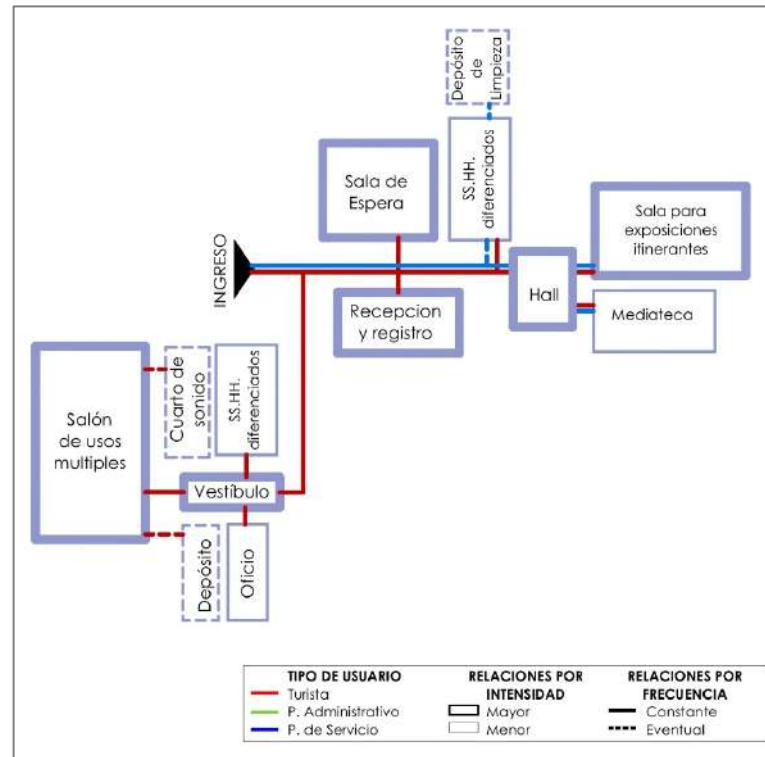 Depósito
de
Limpieza
SS.HH.
diferenciados
Sala de
Espera
Sala para
exposiciones
itinerantes
INGRESO
Hall
Recepcion
y registro
Mediateca
Cuarto de
sonido
SS.HH.
diferenciados
Salón
de usos
multiples
Vestíbulo
Depósito
Oficio
TIPO DE USUARIO
Turista
P. Administrativo
P. de Servicio
RELACIONES POR
INTENSIDAD
Mayor
Menor
RELACIONES POR
FRECUENCIA
Constante
Eventual